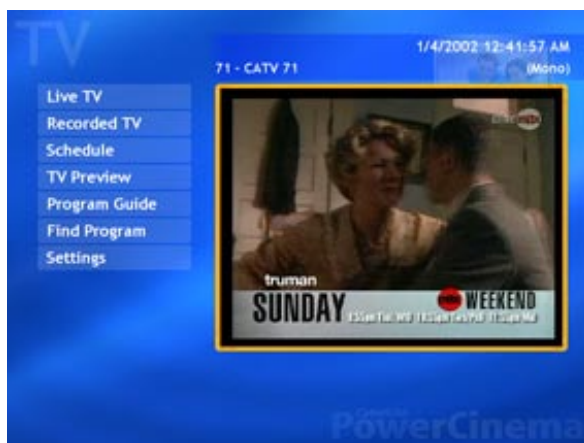 TV
1/4/2002 12:41:57 AM
71 - CATV 71
(Mono)
Live TV
Recorded TV
Schedule
TV Preview
Program Guide
Find Program
Settings
truman
SUNDAY
WEEKEND
PowerCinema